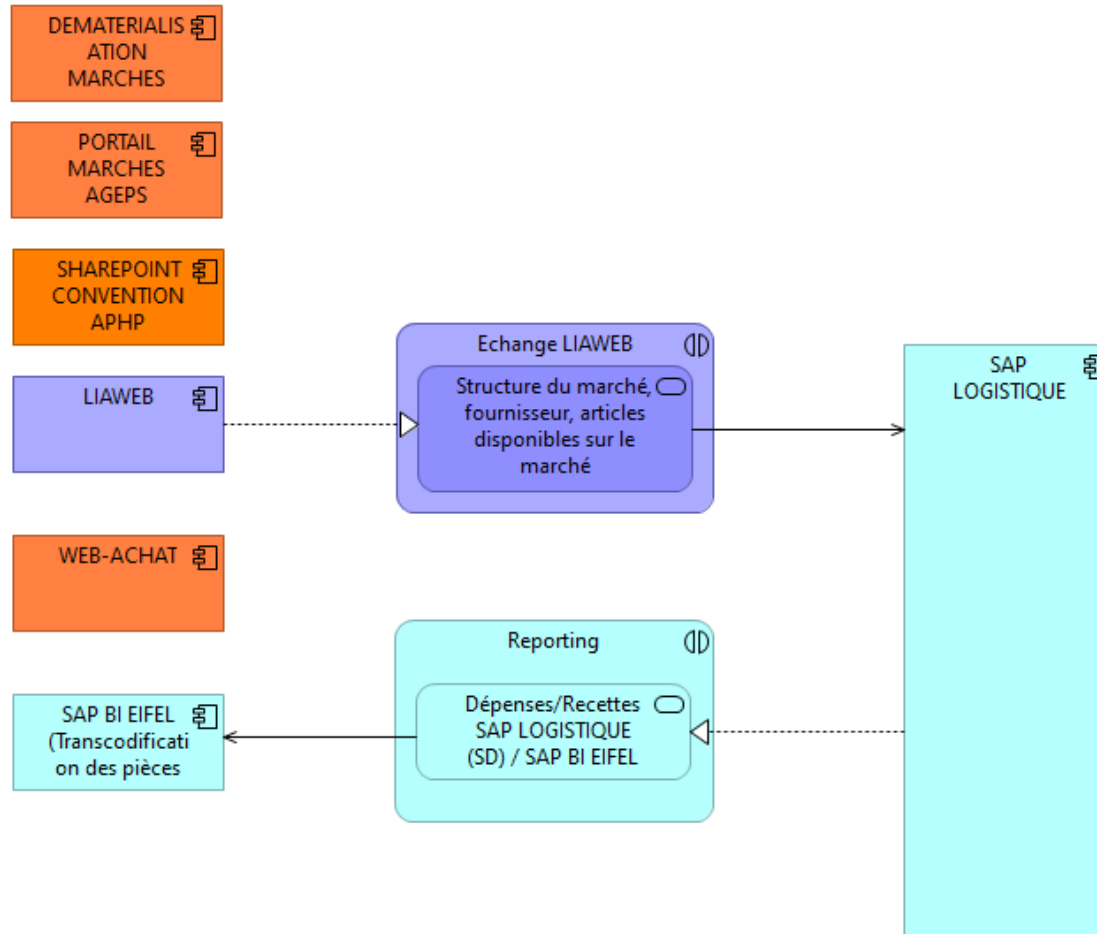 DEMATERIALIS
ATION
MARCHES
PORTAIL
MARCHES
AGEPS
SHAREPOINT
CONVENTION
APHP
LIAWEB
Echange LIAWEB
Structure du marché,
fournisseur, articles
disponibles sur le
marché
SAP
LOGISTIQUE
WEB-ACHAT
Reporting
Dépenses/Recettes
SAP LOGISTIQUE
(SD) / SAP BI EIFEL
SAP BI EIFEL
(Transcodificati
on des pièces